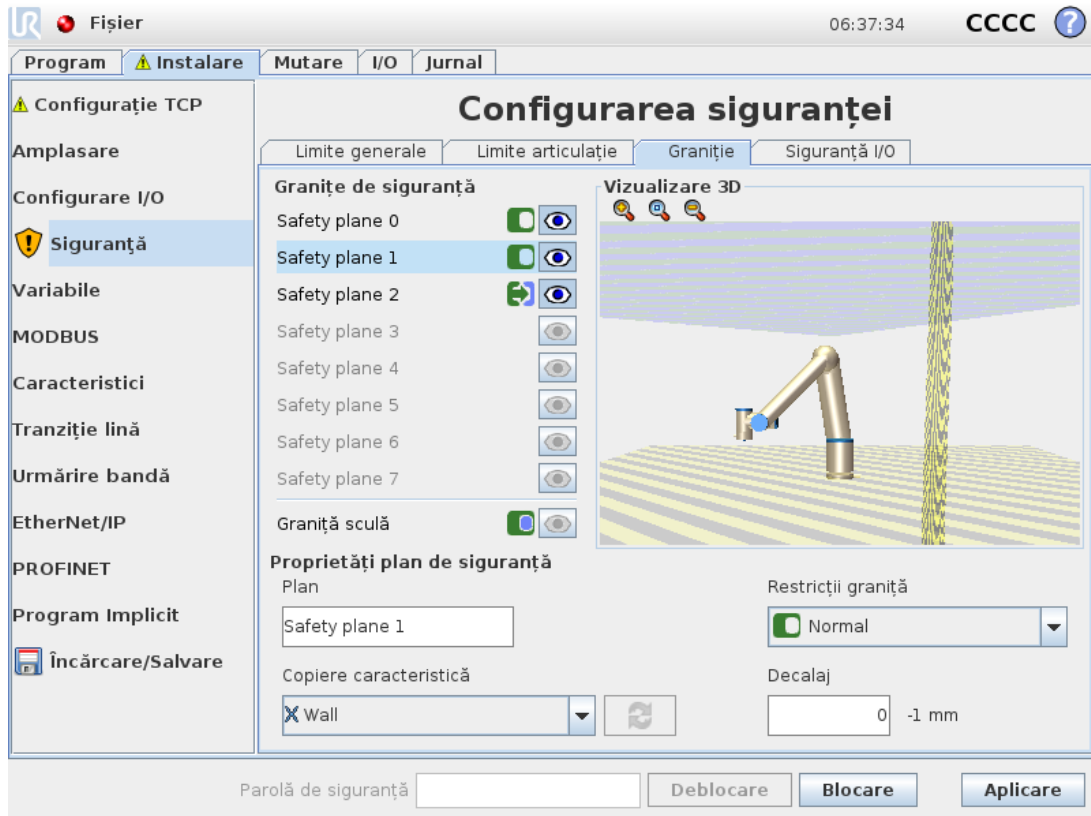 UR Fișier 06:37:34 CCCC ?
Program Instalare Mutare I/O Jurnal
Configurație TCP
Amplasare
Configurare I/O
Siguranță
Variabile
MODBUS
Caracteristici
Tranziție lină
Urmărire bandă
EtherNet/IP
PROFINET
Program Implicit
Încărcare/Salvare
Configurarea siguranței
Limite generale Limite articulație Graniție Siguranță I/O
Granițe de siguranță
Safety plane 0
Safety plane 1
Safety plane 2
Safety plane 3
Safety plane 4
Safety plane 5
Safety plane 6
Safety plane 7
Graniță sculă
Vizualizare 3D
Proprietăți plan de siguranță
Plan
Safety plane 1
Restricții graniță
Normal
Copiere caracteristică
Wall
Decalaj
0 -1 mm
Parolă de siguranță Deblocare Blocare Aplicare